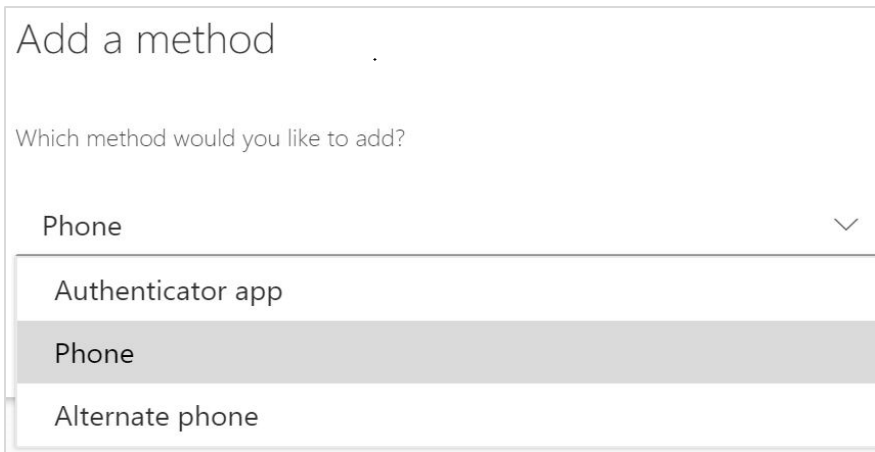 Add a method
Which method would you like to add?
Phone
Authenticator app
Phone
Alternate phone